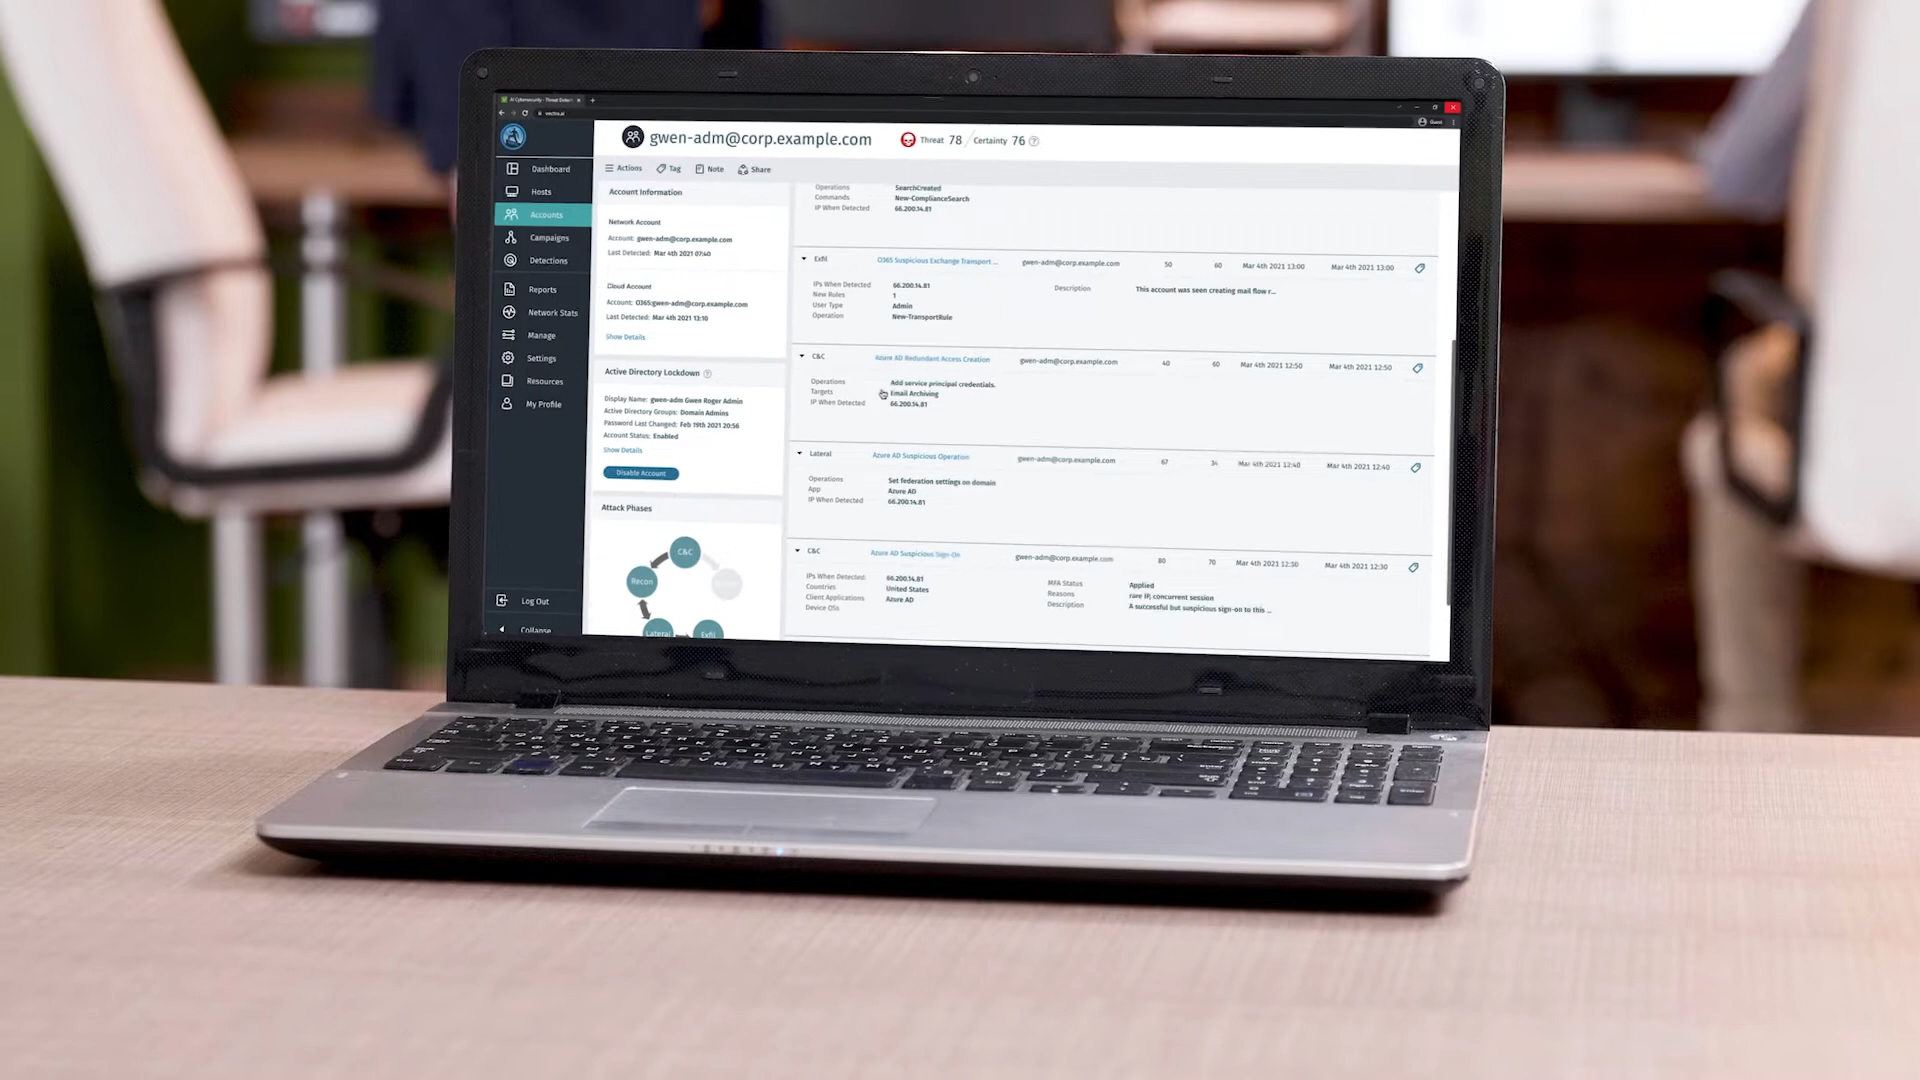 AI Cybersecurity - Threat Detect
vectra.ai
Guest
gwen-adm@corp.example.com
Threat 78 / Certainty 76
Dashboard
Hosts
Accounts
Campaigns
Detections
Reports
Network Stats
Manage
Settings
Resources
My Profile
Log Out
Collapse
Actions Tag Note Share
Account Information
Network Account
Account: gwen-adm@corp.example.com
Last Detected: Mar 4th 2021 07:40
Cloud Account
Account: O365:gwen-adm@corp.example.com
Last Detected: Mar 4th 2021 13:10
Show Details
Active Directory Lockdown
Display Name: gwen-adm Gwen Roger Admin
Active Directory Groups: Domain Admins
Password Last Changed: Feb 19th 2021 20:56
Account Status: Enabled
Show Details
Disable Account
Attack Phases
C&C
Recon
Lateral
Exfil
Operations SearchCreated
Commands New-ComplianceSearch
IP When Detected 66.200.14.81
Exfil O365 Suspicious Exchange Transport ... gwen-adm@corp.example.com 50 60 Mar 4th 2021 13:00 Mar 4th 2021 13:00
IPs When Detected 66.200.14.81 Description This account was seen creating mail flow r...
New Rules 1
User Type Admin
Operation New-TransportRule
C&C Azure AD Redundant Access Creation gwen-adm@corp.example.com 40 60 Mar 4th 2021 12:50 Mar 4th 2021 12:50
Operations Add service principal credentials.
Targets Email Archiving
IP When Detected 66.200.14.81
Lateral Azure AD Suspicious Operation gwen-adm@corp.example.com 67 34 Mar 4th 2021 12:40 Mar 4th 2021 12:40
Operations Set federation settings on domain
App Azure AD
IP When Detected 66.200.14.81
C&C Azure AD Suspicious Sign-On gwen-adm@corp.example.com 80 70 Mar 4th 2021 12:30 Mar 4th 2021 12:30
IPs When Detected: 66.200.14.81 MFA Status Applied
Countries United States Reasons rare IP, concurrent session
Client Applications Azure AD Description A successful but suspicious sign-on to this ...
Device OSs